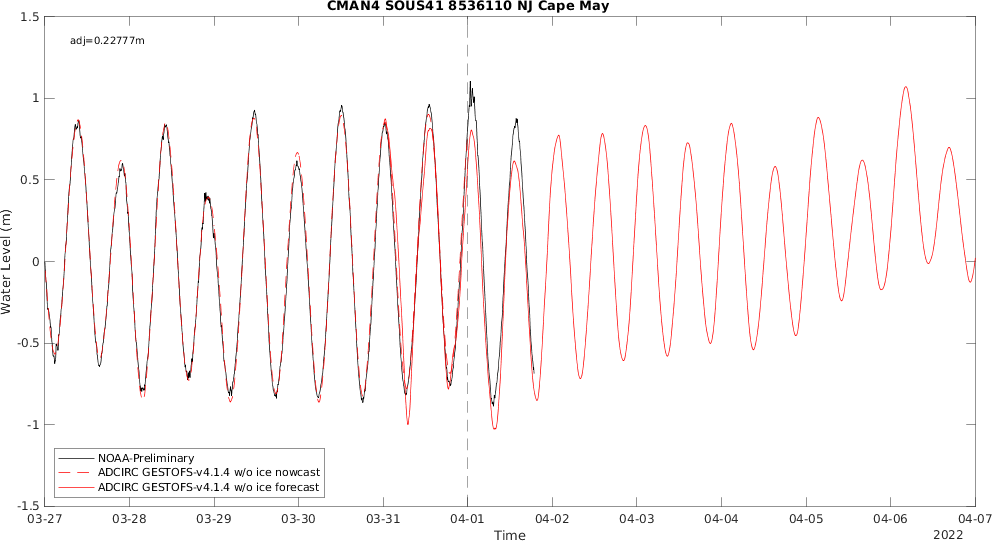 CMAN4 SOUS41 8536110 NJ Cape May
1.5
adj=0.22777m
1
0.5
0
-0.5
-1
-1.5
Water Level (m)
NOAA-Preliminary
ADCIRC GESTOFS-v4.1.4 w/o ice nowcast
ADCIRC GESTOFS-v4.1.4 w/o ice forecast
03-27 03-28 03-29 03-30 03-31 04-01 04-02 04-03 04-04 04-05 04-06 04-07
Time
2022